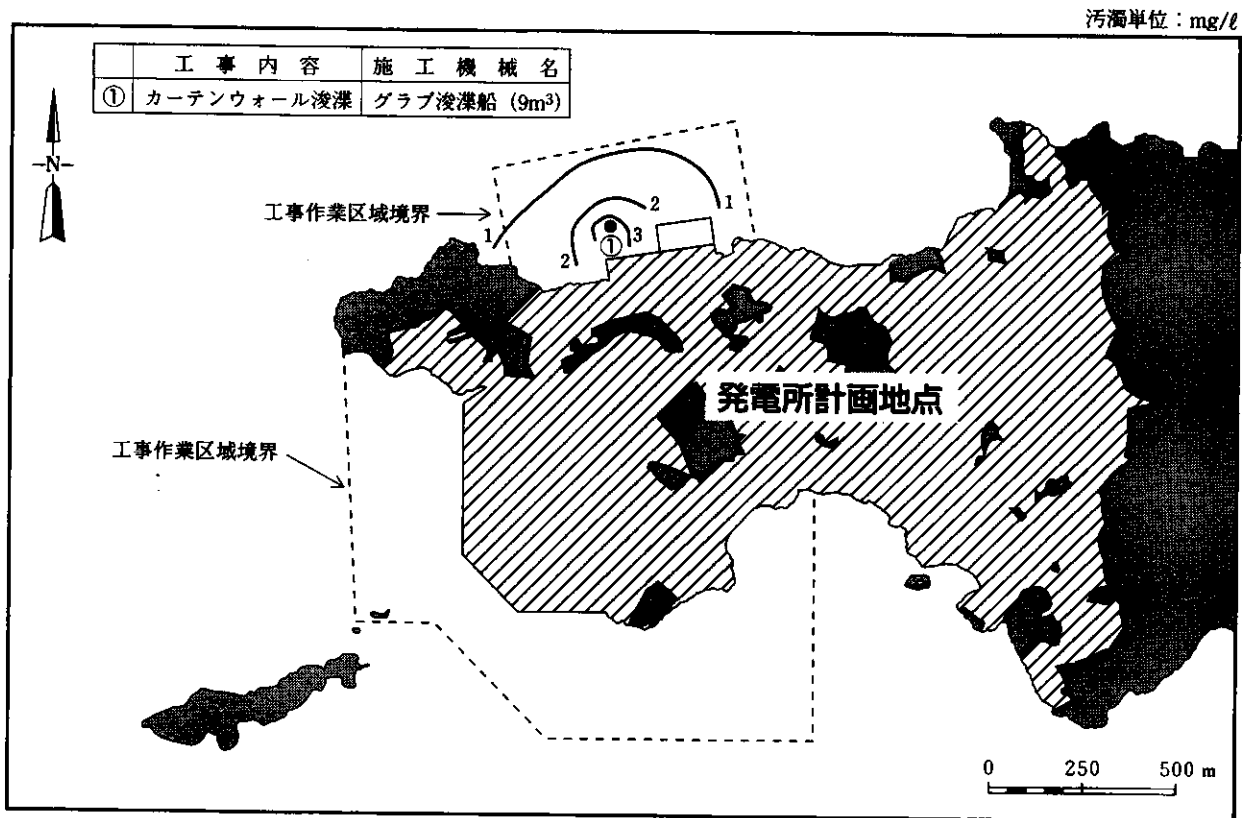 汚濁単位：mg/ℓ
工事内容 施工機械名
① カーテンウォール浚渫 グラブ浚渫船（9m³）
N
工事作業区域境界
1
2
1
3
①
2
発電所計画地点
工事作業区域境界
0 250 500 m